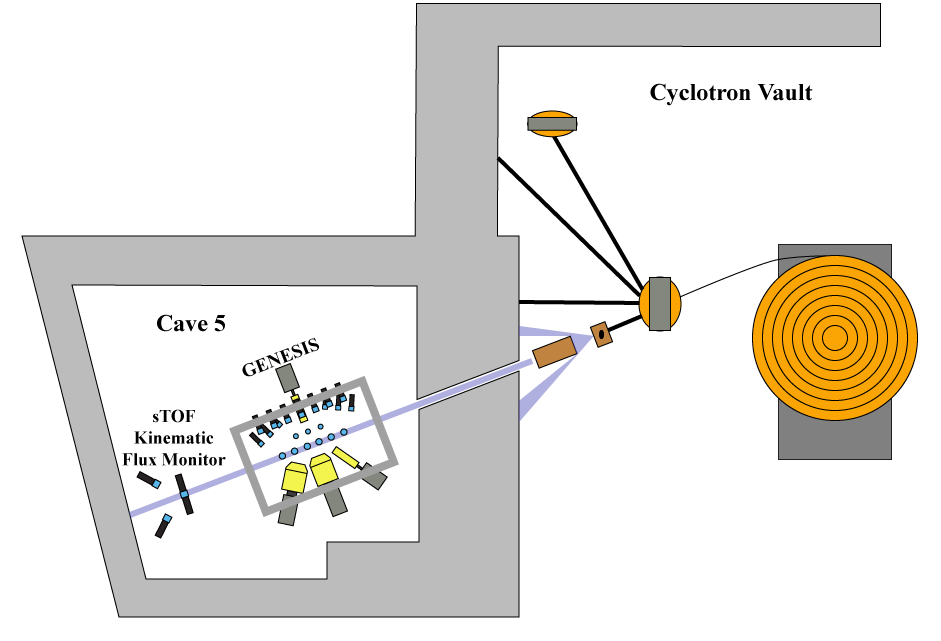 Cyclotron Vault
Cave 5
GENESIS
sTOF
Kinematic
Flux Monitor